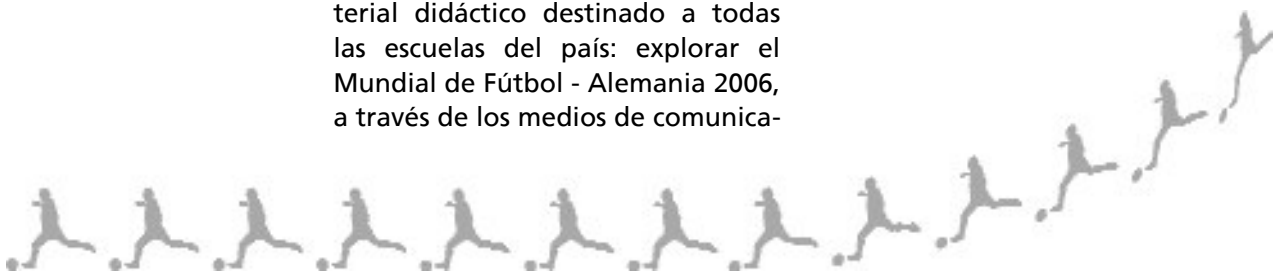 terial didáctico destinado a todas
las escuelas del país: explorar el
Mundial de Fútbol - Alemania 2006,
a través de los medios de comunica-